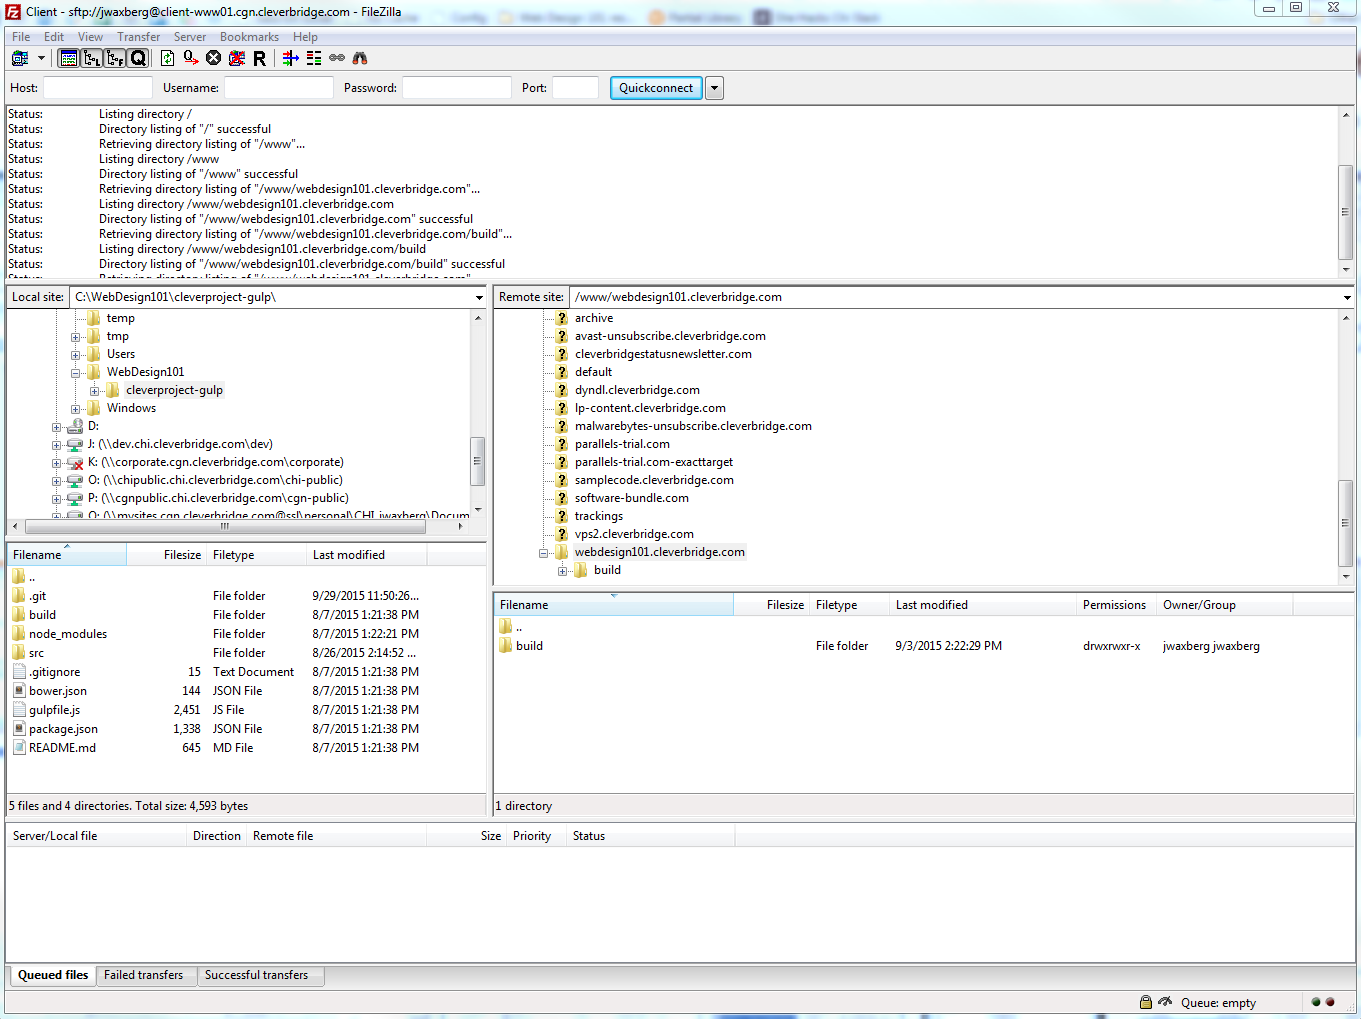 Client - sftp://jwaxberg@client-www01.cgn.cleverbridge.com - FileZilla
File Edit View Transfer Server Bookmarks Help
Host: Username: Password: Port: Quickconnect
Status: Listing directory /
Status: Directory listing of "/" successful
Status: Retrieving directory listing of "/www"...
Status: Listing directory /www
Status: Directory listing of "/www" successful
Status: Retrieving directory listing of "/www/webdesign101.cleverbridge.com"...
Status: Listing directory /www/webdesign101.cleverbridge.com
Status: Directory listing of "/www/webdesign101.cleverbridge.com" successful
Status: Retrieving directory listing of "/www/webdesign101.cleverbridge.com/build"...
Status: Listing directory /www/webdesign101.cleverbridge.com/build
Status: Directory listing of "/www/webdesign101.cleverbridge.com/build" successful
Status: Retrieving directory listing of "/www/webdesign101.cleverbridge.com"...
Local site: C:\WebDesign101\cleverproject-gulp\
temp
tmp
Users
WebDesign101
cleverproject-gulp
Windows
D:
J: (\\dev.chi.cleverbridge.com\dev)
K: (\\corporate.cgn.cleverbridge.com\corporate)
O: (\\chipublic.chi.cleverbridge.com\chi-public)
P: (\\cgnpublic.chi.cleverbridge.com\cgn-public)
Q: (\\mysites.cgn.cleverbridge.com@ssl\personal\CHI_jwaxberg\Docum
Filename Filesize Filetype Last modified
..
.git File folder 9/29/2015 11:50:26...
build File folder 8/7/2015 1:21:38 PM
node_modules File folder 8/7/2015 1:22:21 PM
src File folder 8/26/2015 2:14:52 ...
.gitignore 15 Text Document 8/7/2015 1:21:38 PM
bower.json 144 JSON File 8/7/2015 1:21:38 PM
gulpfile.js 2,451 JS File 8/7/2015 1:21:38 PM
package.json 1,338 JSON File 8/7/2015 1:21:38 PM
README.md 645 MD File 8/7/2015 1:21:38 PM
5 files and 4 directories. Total size: 4,593 bytes
Remote site: /www/webdesign101.cleverbridge.com
archive
avast-unsubscribe.cleverbridge.com
cleverbridgestatusnewsletter.com
default
dyndl.cleverbridge.com
lp-content.cleverbridge.com
malwarebytes-unsubscribe.cleverbridge.com
parallels-trial.com
parallels-trial.com-exacttarget
samplecode.cleverbridge.com
software-bundle.com
trackings
vps2.cleverbridge.com
webdesign101.cleverbridge.com
build
Filename Filesize Filetype Last modified Permissions Owner/Group
..
build File folder 9/3/2015 2:22:29 PM drwxrwxr-x jwaxberg jwaxberg
1 directory
Server/Local file Direction Remote file Size Priority Status
Queued files Failed transfers Successful transfers
Queue: empty